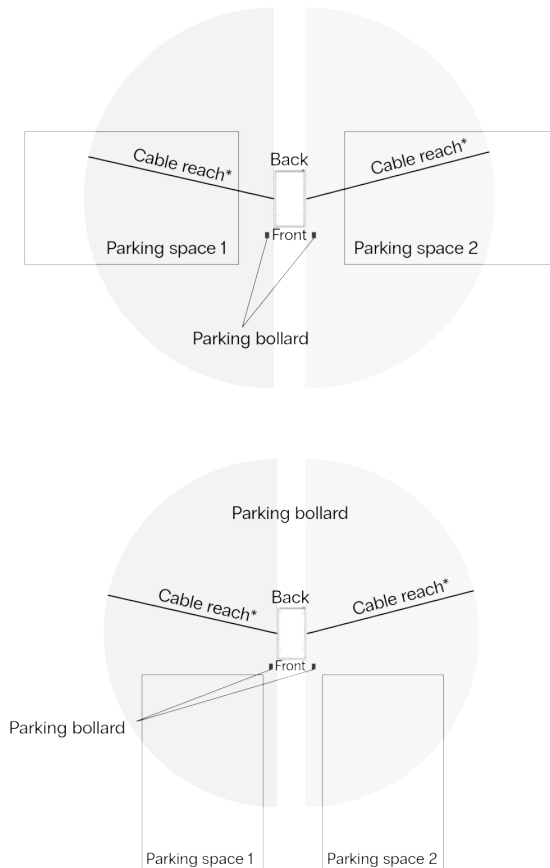 Back
Cable reach*
Cable reach*
Front
Parking space 1
Parking space 2
Parking bollard
Parking bollard
Back
Cable reach*
Cable reach*
Front
Parking bollard
Parking space 1
Parking space 2